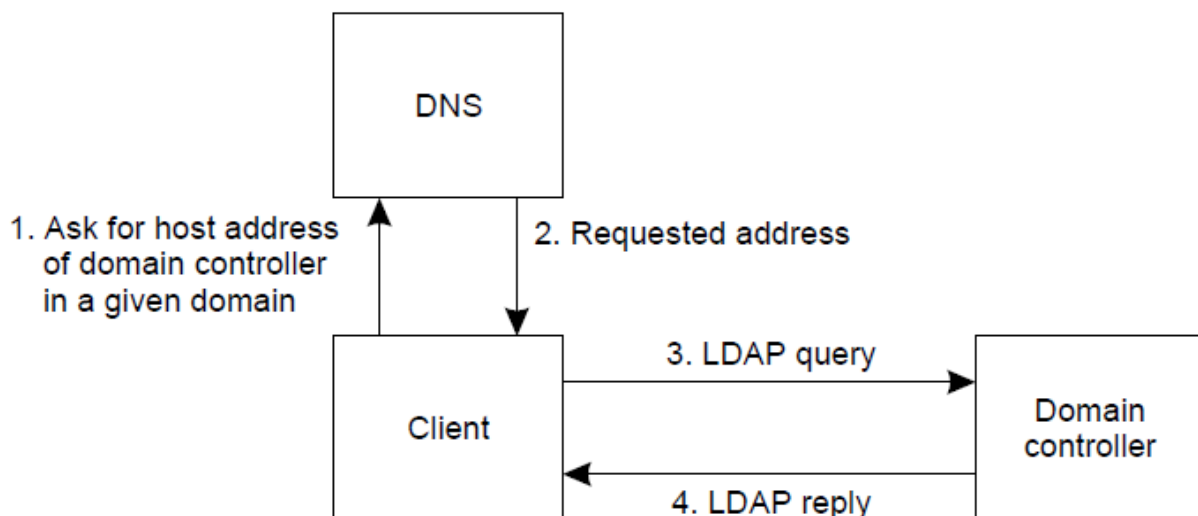 DNS
1. Ask for host address
of domain controller
in a given domain
2. Requested address
3. LDAP query
Client
Domain
controller
4. LDAP reply